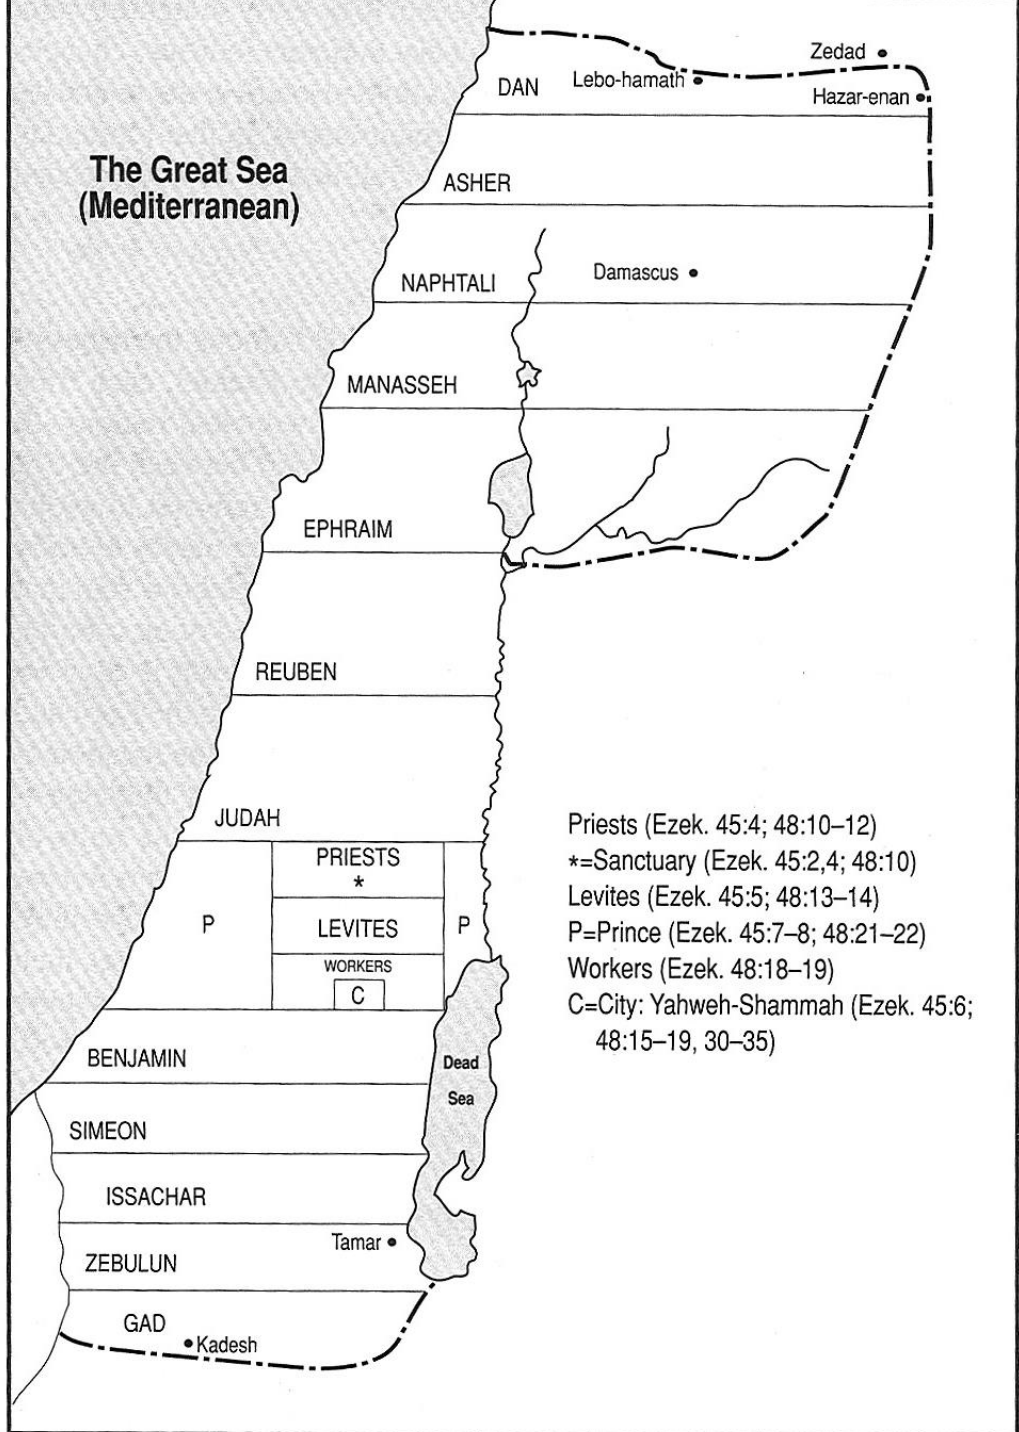 Zedad
Lebo-hamath
DAN
Hazar-enan
The Great Sea
(Mediterranean)
ASHER
Damascus
NAPHTALI
MANASSEH
EPHRAIM
REUBEN
JUDAH
PRIESTS
*
P
LEVITES
P
WORKERS
C
Priests (Ezek. 45:4; 48:10–12)
*=Sanctuary (Ezek. 45:2,4; 48:10)
Levites (Ezek. 45:5; 48:13–14)
P=Prince (Ezek. 45:7–8; 48:21–22)
Workers (Ezek. 48:18–19)
C=City: Yahweh-Shammah (Ezek. 45:6;
48:15–19, 30–35)
BENJAMIN
Dead
Sea
SIMEON
ISSACHAR
Tamar
ZEBULUN
GAD
Kadesh